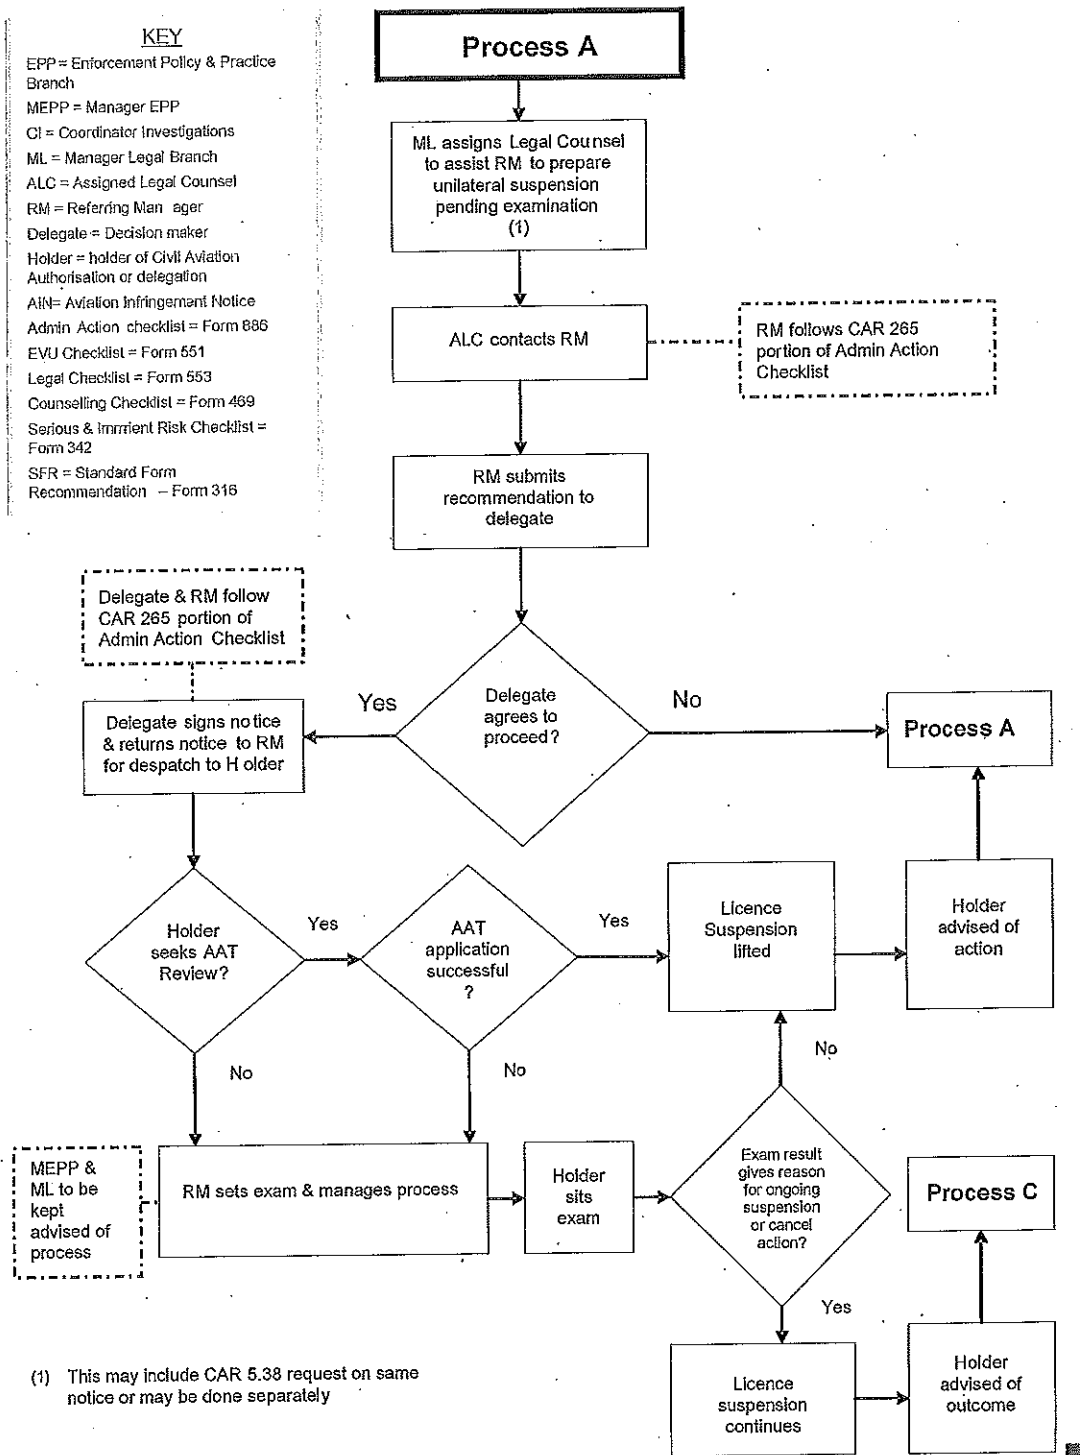 KEY
EPP = Enforcement Policy & Practice
Branch
MEPP = Manager EPP
CI = Coordinator Investigations
ML = Manager Legal Branch
ALC = Assigned Legal Counsel
RM = Referring Man ager
Delegate = Decision maker
Holder = holder of Civil Aviation
Authorisation or delegation
AIN= Aviation Infringement Notice
Admin Action checklist = Form 886
EVU Checklist = Form 551
Legal Checklist = Form 553
Counselling Checklist = Form 469
Serious & Immient Risk Checklist =
Form 342
SFR = Standard Form
Recommendation – Form 316
Process A
ML assigns Legal Counsel
to assist RM to prepare
unilateral suspension
pending examination
(1)
ALC contacts RM
RM follows CAR 265
portion of Admin Action
Checklist
RM submits
recommendation to
delegate
Delegate & RM follow
CAR 265 portion of
Admin Action Checklist
Delegate
agrees to
proceed?
Yes
No
Delegate signs notice
& returns notice to RM
for despatch to H older
Process A
Holder
seeks AAT
Review?
Yes
AAT
application
successful
?
Yes
Licence
Suspension
lifted
Holder
advised of
action
No
No
No
MEPP &
ML to be
kept
advised of
process
RM sets exam & manages process
Holder
sits
exam
Exam result
gives reason
for ongoing
suspension
or cancel
action?
Process C
Yes
Licence
suspension
continues
Holder
advised of
outcome
(1) This may include CAR 5.38 request on same
notice or may be done separately